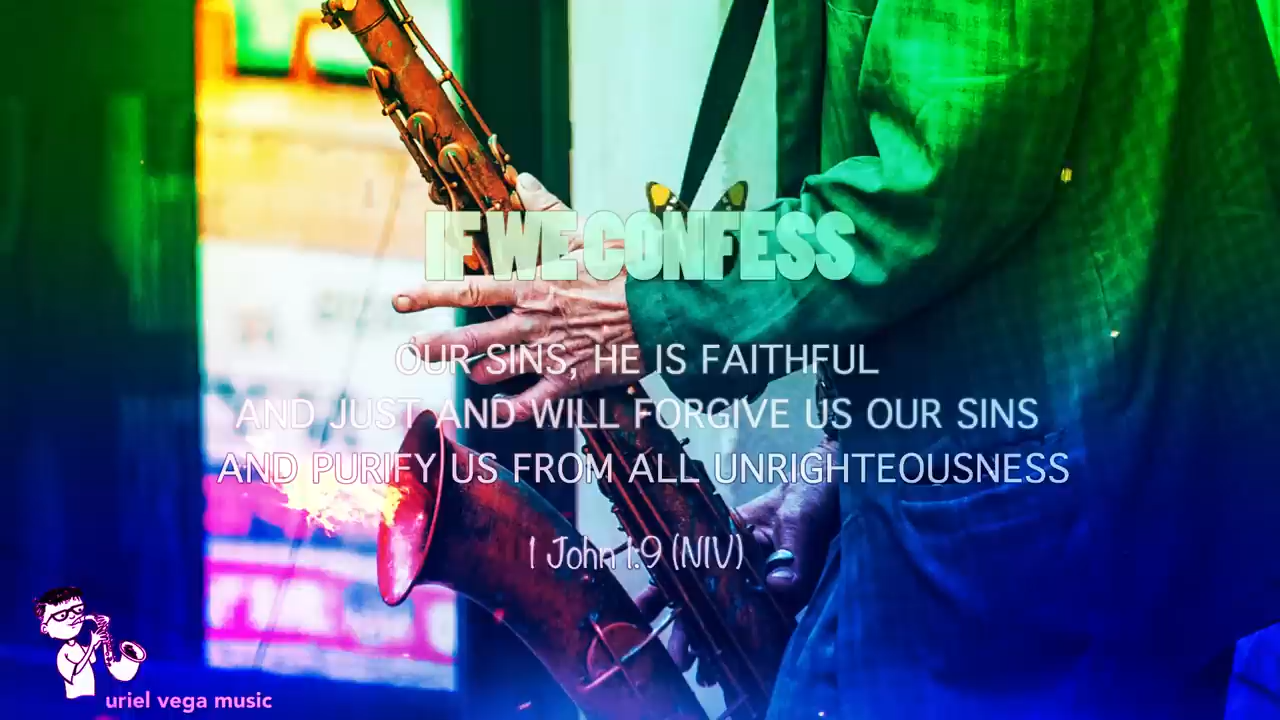 IF WE CONFESS
OUR SINS, HE IS FAITHFUL
AND JUST AND WILL FORGIVE US OUR SINS
AND PURIFY US FROM ALL UNRIGHTEOUSNESS
1 John 1:9 (NIV)
uriel vega music